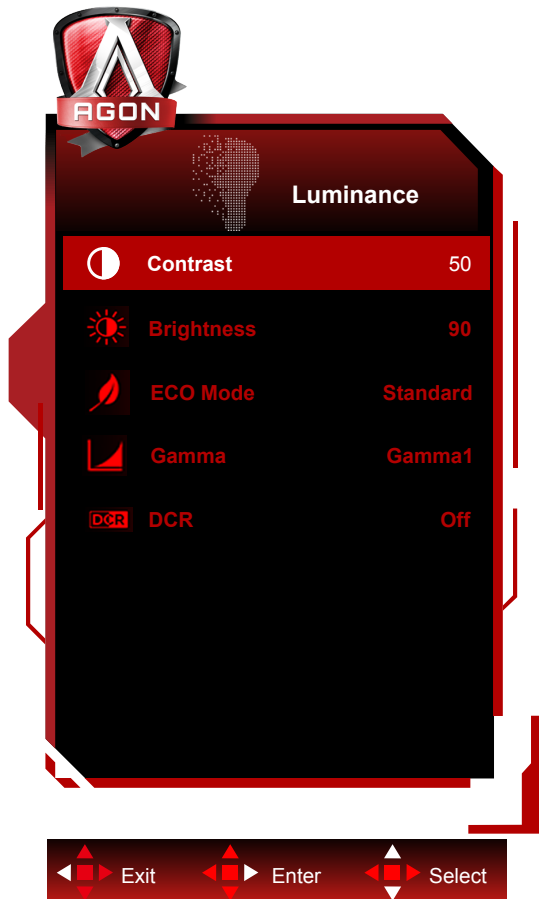 AGON
Luminance
Contrast 50
Brightness 90
ECO Mode Standard
Gamma Gamma1
DCR DCR Off
Exit Enter Select